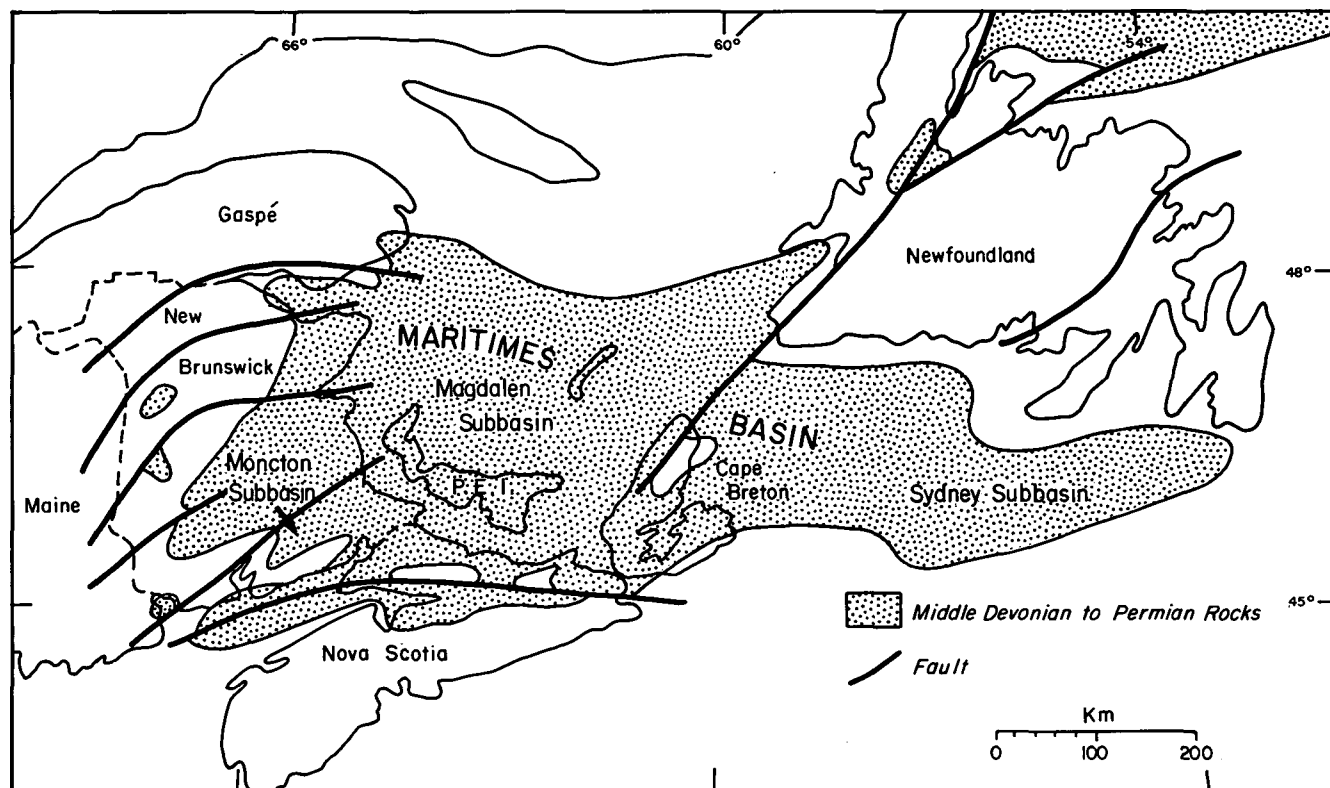 66°
60°
54°
Gaspé
Newfoundland
48°
New
Brunswick
MARITIMES
Magdalen
Subbasin
BASIN
Moncton
Subbasin
P.E.I.
Cape
Breton
Sydney Subbasin
Maine
Middle Devonian to Permian Rocks
45°
Nova Scotia
Fault
Km
0 100 200